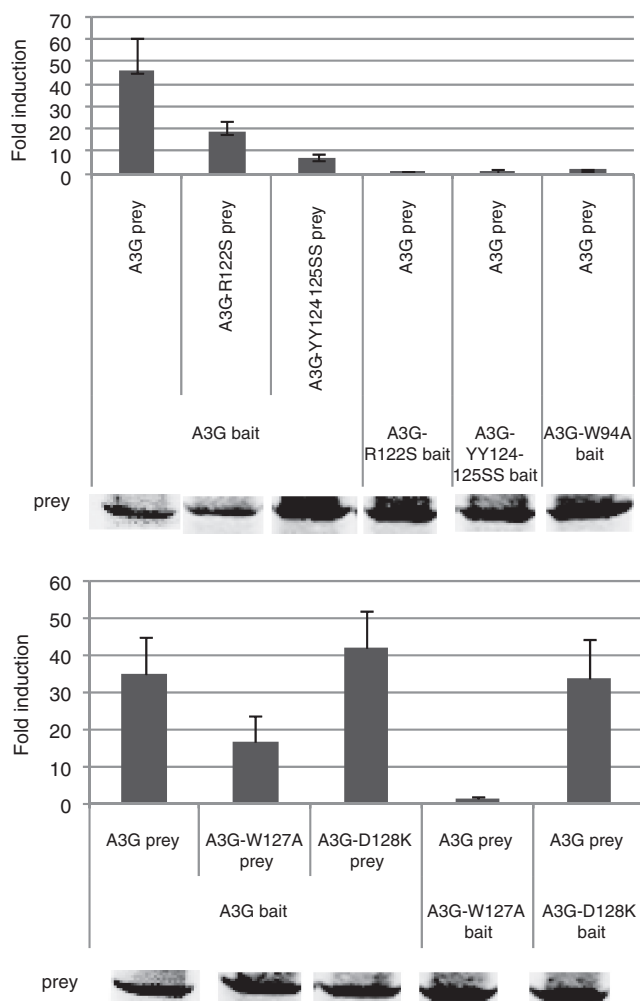 70
60
50
40
30
20
10
0
Fold induction
A3G prey
A3G-R122S prey
A3G-YY124-125SS prey
A3G prey
A3G prey
A3G prey
A3G bait
A3G-
R122S bait
A3G-
YY124-
125SS bait
A3G-W94A
bait
prey
60
50
40
30
20
10
0
Fold induction
A3G prey
A3G-W127A
prey
A3G-D128K
prey
A3G prey
A3G prey
A3G bait
A3G-W127A
bait
A3G-D128K
bait
prey